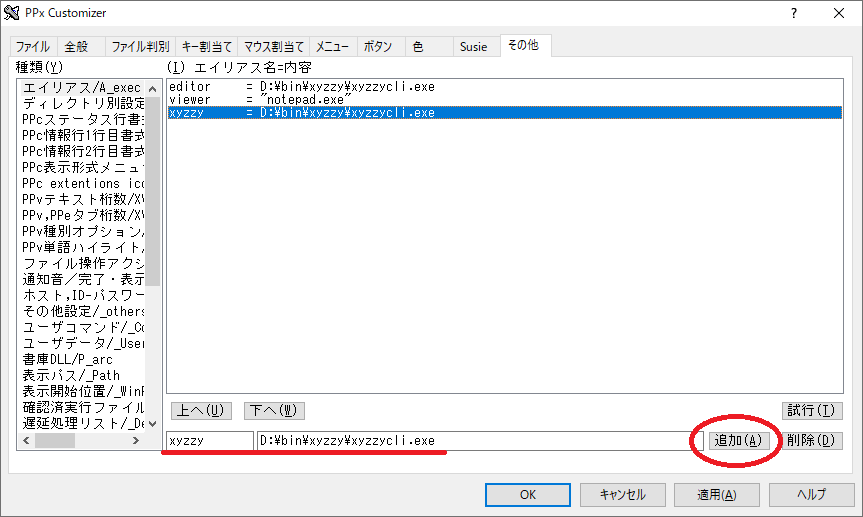 PPx Customizer
ファイル 全般 ファイル判別 キー割当て マウス割当て メニュー ボタン 色 Susie その他
種類(Y) (I) エイリアス名=内容
エイリアス/A_exec
ディレクトリ別設定
PPcステータス行書
PPc情報行1行目書式
PPc情報行2行目書式
PPc表示形式メニュ
PPc extentions ico
PPvテキスト桁数/XV
PPv,PPeタブ桁数/XV
PPv種別オプション/
PPv単語ハイライト/
ファイル操作アクシ
通知音／完了・表示
ホスト,ID-パスワー
その他設定/_others
ユーザコマンド/_Co
ユーザデータ/_User
書庫DLL/P_arc
表示パス/_Path
表示開始位置/_WinP
確認済実行ファイル
遅延処理リスト/_De
editor = D:¥bin¥xyzzy¥xyzzycli.exe
viewer = "notepad.exe"
xyzzy = D:¥bin¥xyzzy¥xyzzycli.exe
上へ(U) 下へ(W) 試行(T)
xyzzy D:¥bin¥xyzzy¥xyzzycli.exe 追加(A) 削除(D)
OK キャンセル 適用(A) ヘルプ